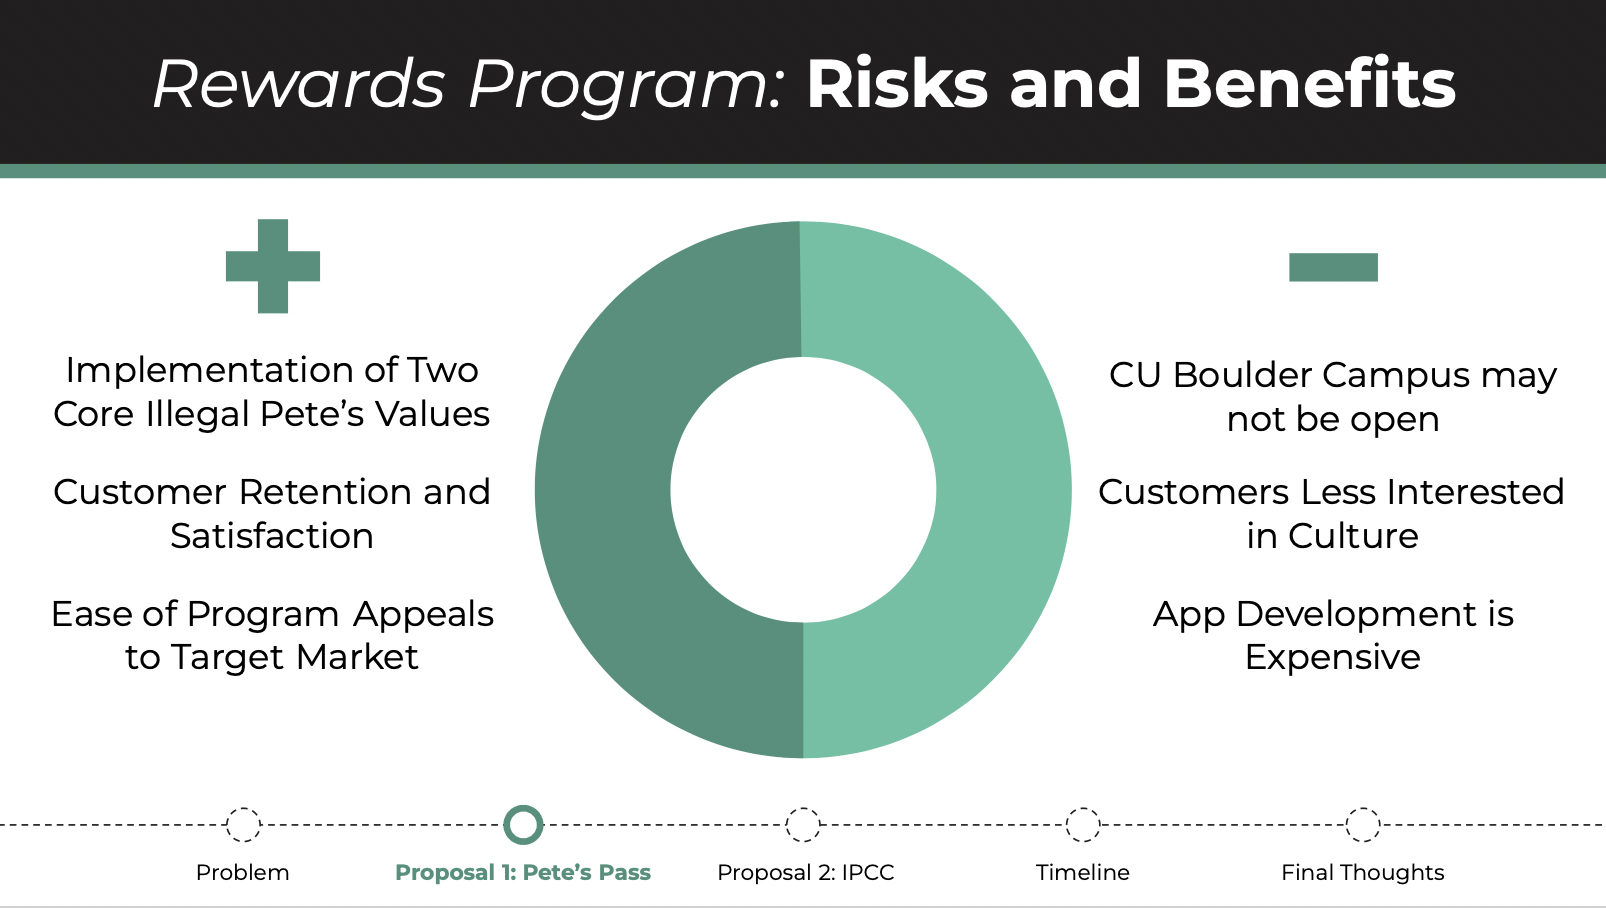 Rewards Program: Risks and Benefits
Implementation of Two
Core Illegal Pete’s Values
Customer Retention and
Satisfaction
Ease of Program Appeals
to Target Market
CU Boulder Campus may
not be open
Customers Less Interested
in Culture
App Development is
Expensive
Problem
Proposal 1: Pete’s Pass
Proposal 2: IPCC
Timeline
Final Thoughts